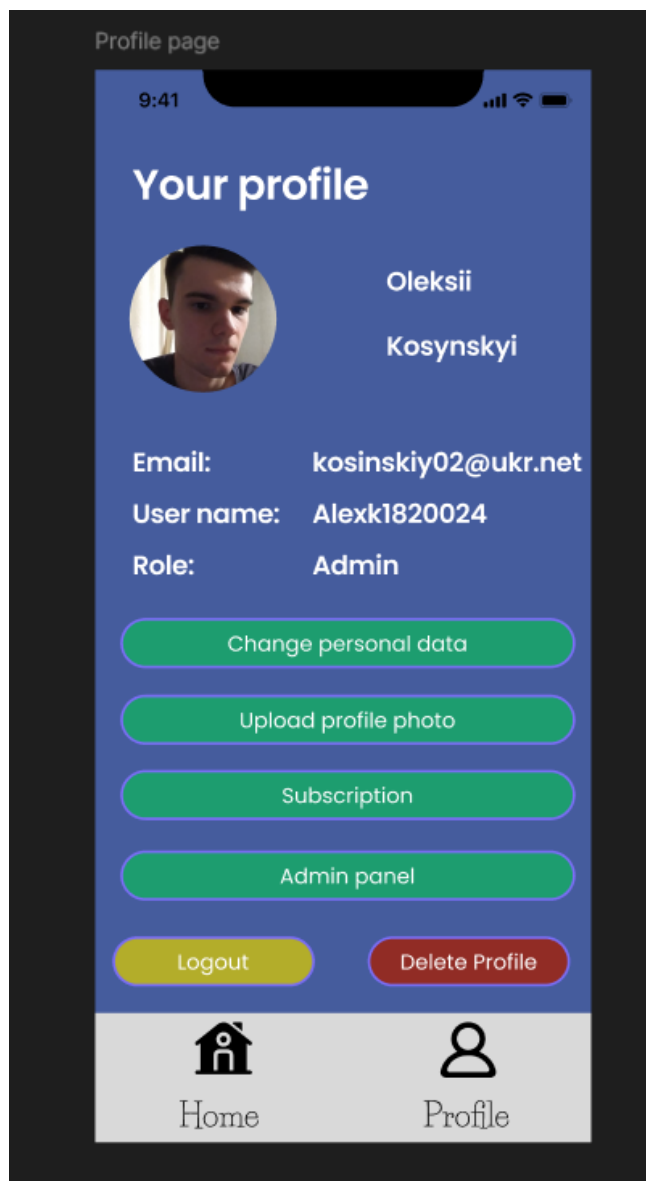 Profile page
9:41
Your profile
Oleksii
Kosynskyi
Email: kosinskiy02@ukr.net
User name: Alexk1820024
Role: Admin
Change personal data
Upload profile photo
Subscription
Admin panel
Logout Delete Profile
Home Profile